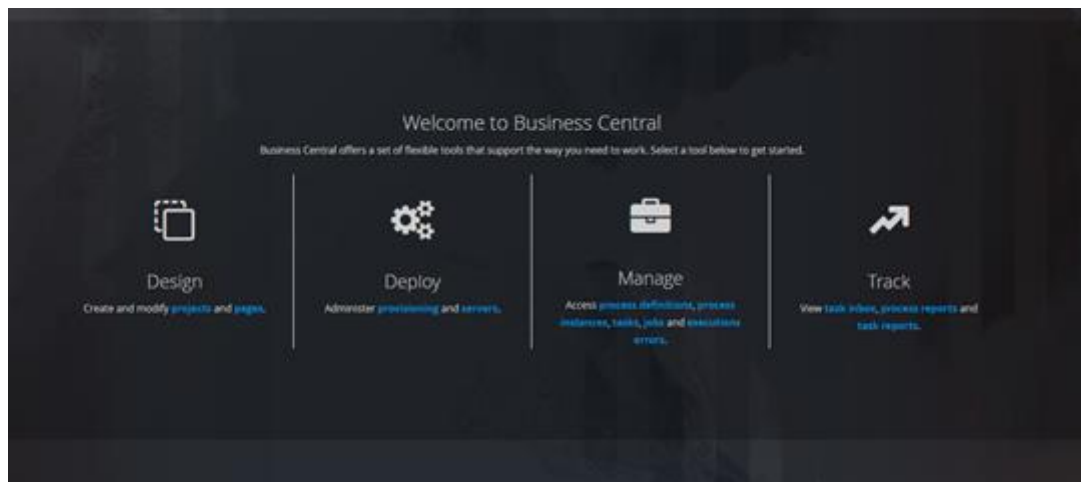 Welcome to Business Central
Business Central offers a set of flexible tools that support the way you need to work. Select a tool below to get started.
Design
Create and modify projects and pages.
Deploy
Administer provisioning and servers.
Manage
Access process definitions, process
instances, tasks, jobs and executions
errors.
Track
View task inbox, process reports and
task reports.